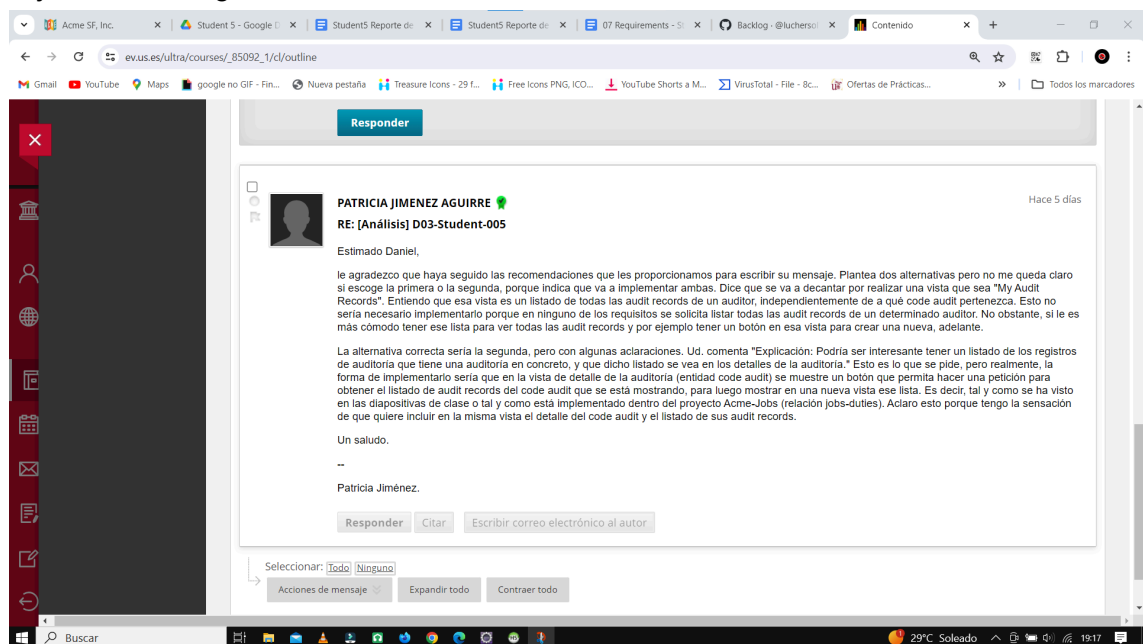 Acme SF, Inc.
Student 5 - Google D
Student5 Reporte de
Student5 Reporte de
07 Requirements - St
Backlog · @luchersol
Contenido
ev.us.es/ultra/courses/_85092_1/cl/outline
Gmail
YouTube
Maps
google no GIF - Fin...
Nueva pestaña
Treasure Icons - 29 f...
Free Icons PNG, ICO...
YouTube Shorts a M...
VirusTotal - File - 8c...
Ofertas de Prácticas...
»
Todos los marcadores
Responder
PATRICIA JIMENEZ AGUIRRE
Hace 5 días
RE: [Análisis] D03-Student-005
Estimado Daniel,
le agradezco que haya seguido las recomendaciones que les proporcionamos para escribir su mensaje. Plantea dos alternativas pero no me queda claro
si escoge la primera o la segunda, porque indica que va a implementar ambas. Dice que se va a decantar por realizar una vista que sea "My Audit
Records". Entiendo que esa vista es un listado de todas las audit records de un auditor, independientemente de a qué code audit pertenezca. Esto no
sería necesario implementarlo porque en ninguno de los requisitos se solicita listar todas las audit records de un determinado auditor. No obstante, si le es
más cómodo tener ese lista para ver todas las audit records y por ejemplo tener un botón en esa vista para crear una nueva, adelante.
La alternativa correcta sería la segunda, pero con algunas aclaraciones. Ud. comenta "Explicación: Podría ser interesante tener un listado de los registros
de auditoría que tiene una auditoría en concreto, y que dicho listado se vea en los detalles de la auditoría." Esto es lo que se pide, pero realmente, la
forma de implementarlo sería que en la vista de detalle de la auditoría (entidad code audit) se muestre un botón que permita hacer una petición para
obtener el listado de audit records del code audit que se está mostrando, para luego mostrar en una nueva vista ese lista. Es decir, tal y como se ha visto
en las diapositivas de clase o tal y como está implementado dentro del proyecto Acme-Jobs (relación jobs-duties). Aclaro esto porque tengo la sensación
de que quiere incluir en la misma vista el detalle del code audit y el listado de sus audit records.
Un saludo.
--
Patricia Jiménez.
Responder
Citar
Escribir correo electrónico al autor
Seleccionar: Todo Ninguno
Acciones de mensaje
Expandir todo
Contraer todo
Buscar
29°C Soleado
19:17